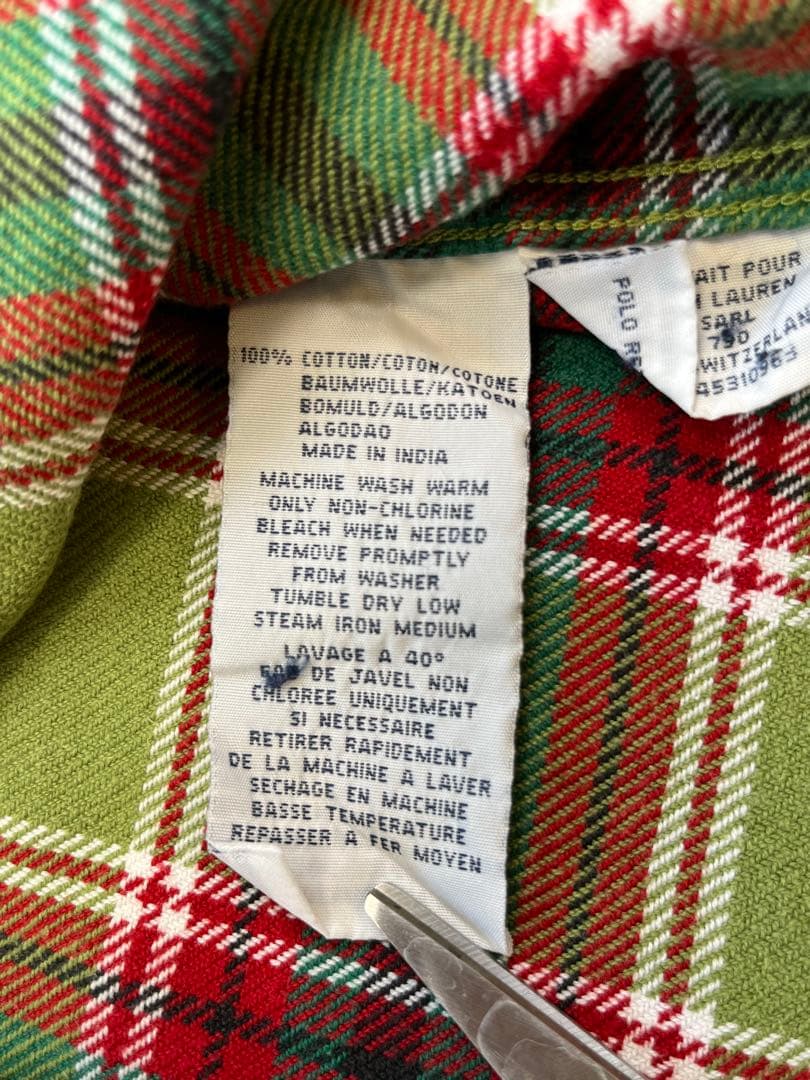 100% COTTON/COTON/COTONE
BAUMWOLLE/KATOEN
BOMULD/ALGODON
ALGODAO
MADE IN INDIA
MACHINE WASH WARM
ONLY NON-CHLORINE
BLEACH WHEN NEEDED
REMOVE PROMPTLY
FROM WASHER
TUMBLE DRY LOW
STEAM IRON MEDIUM
LAVAGE A 40°
DE JAVEL NON
CHLOREE UNIQUEMENT
SI NECESSAIRE
RETIRER RAPIDEMENT
DE LA MACHINE A LAVER
SECHAGE EN MACHINE
BASSE TEMPERATURE
REPASSER A FER MOYEN
POLO
POUR
LAUREN
SARL